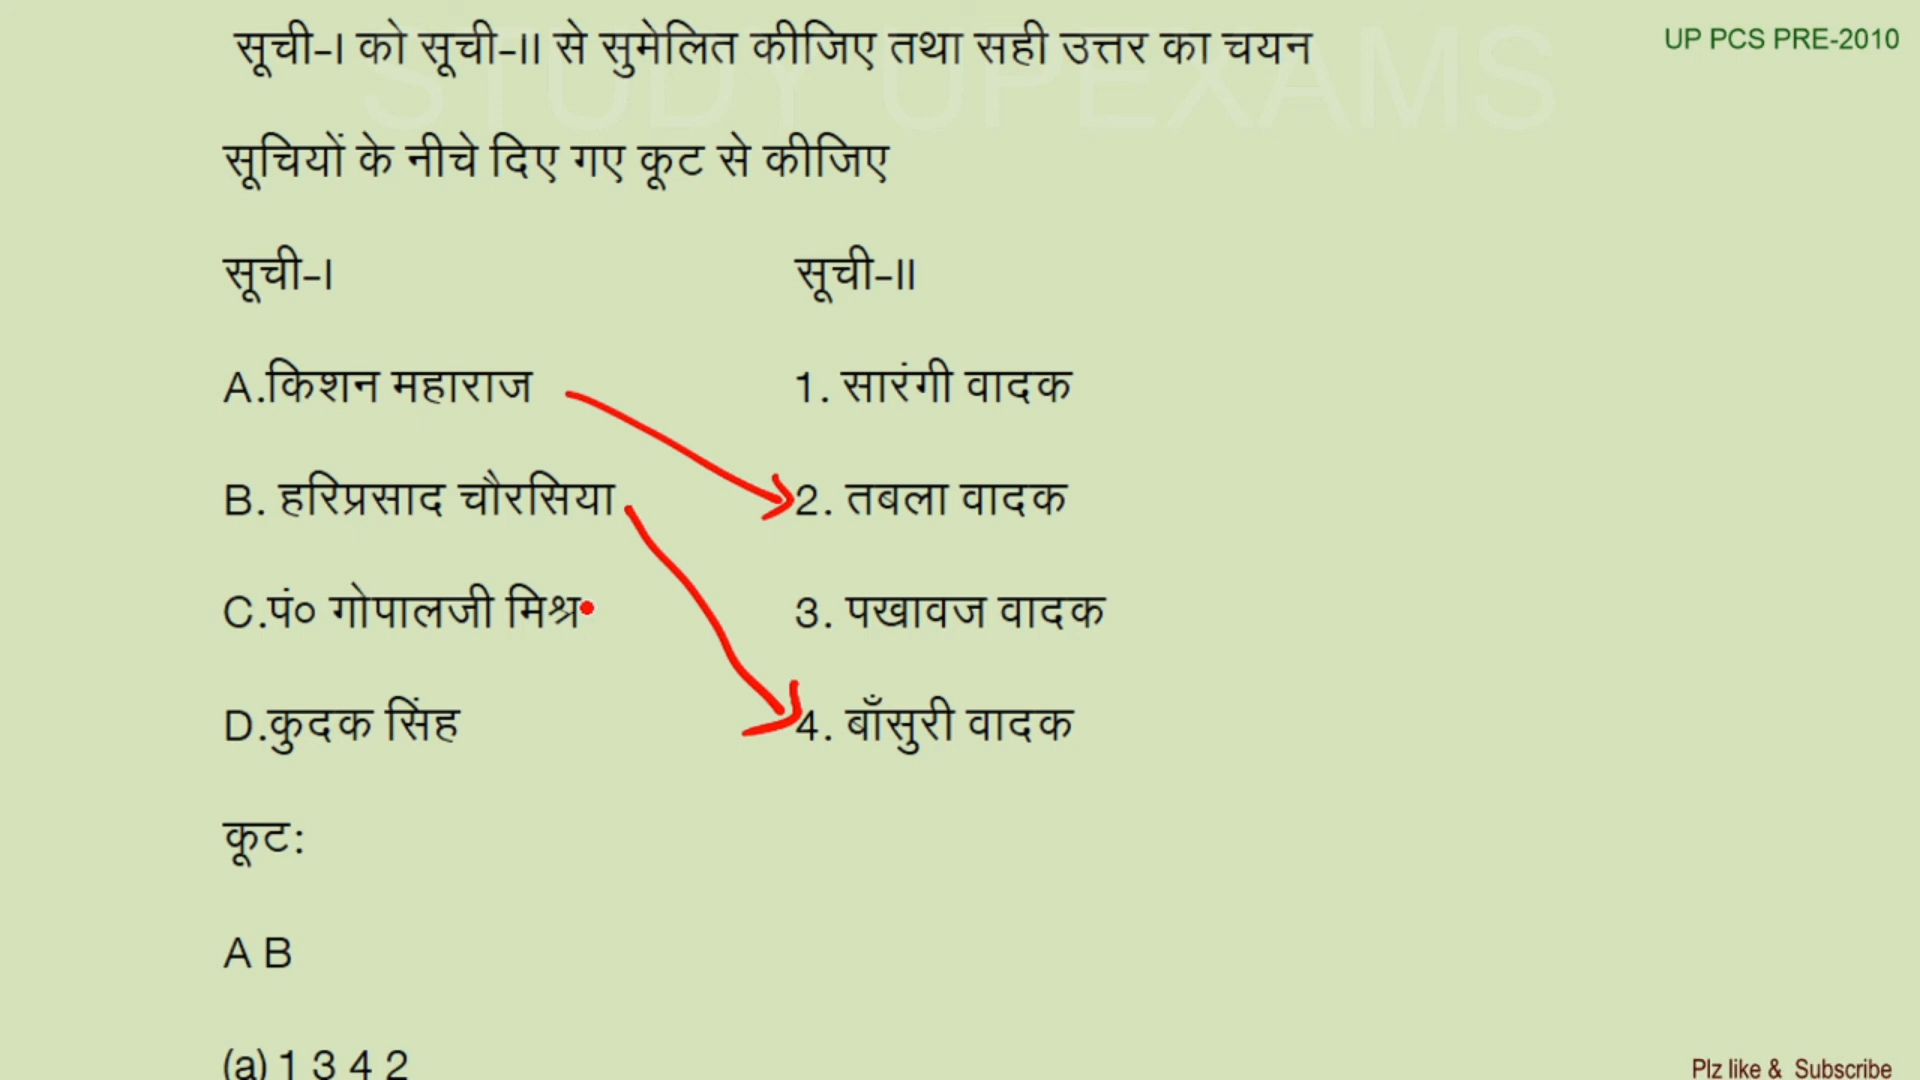 STUDY UPEXAMS
UP PCS PRE-2010
सूची-I को सूची-II से सुमेलित कीजिए तथा सही उत्तर का चयन
सूचियों के नीचे दिए गए कूट से कीजिए
सूची-I सूची-II
A.किशन महाराज 1. सारंगी वादक
B. हरिप्रसाद चौरसिया 2. तबला वादक
C.पं० गोपालजी मिश्र 3. पखावज वादक
D.कुदक सिंह 4. बाँसुरी वादक
कूट:
A B
(a) 1 3 4 2
Plz like & Subscribe